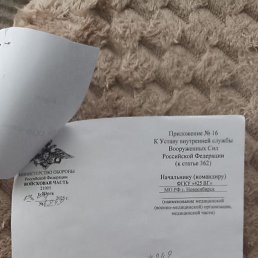 Приложение № 16
К Уставу внутренней службы
Вооруженных Сил
Российской Федерации
(к статье 362)
МИНИСТЕРСТВО ОБОРОНЫ
Российской Федерации
ВОЙСКОВАЯ ЧАСТЬ
Начальнику (командиру)
ФГКУ «425 ВГ»
МО РФ г. Новосибирск
(наименование медицинской
(военно-медицинской) организации,
медицинской части)